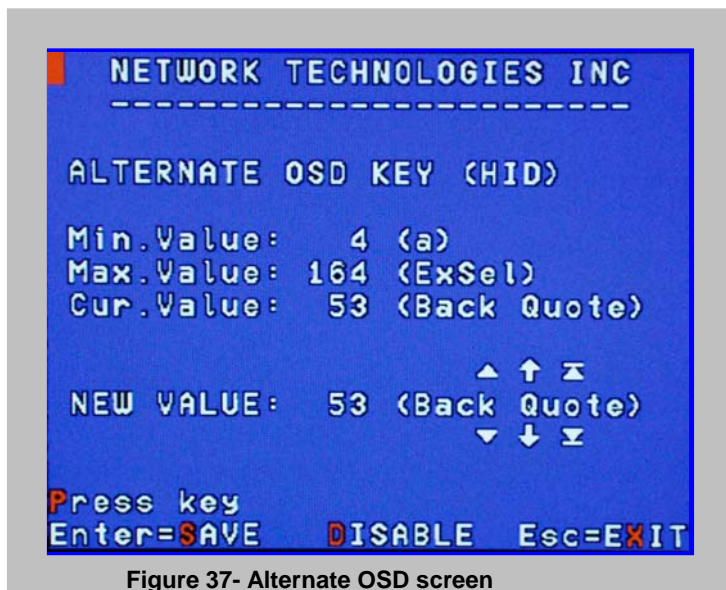 NETWORK TECHNOLOGIES INC
--------------------------
ALTERNATE OSD KEY (HID)
Min.Value: 4 (a)
Max.Value: 164 (ExSel)
Cur.Value: 53 (Back Quote)
NEW VALUE: 53 (Back Quote)
Press key
Enter=SAVE DISABLE Esc=EXIT
Figure 37- Alternate OSD screen